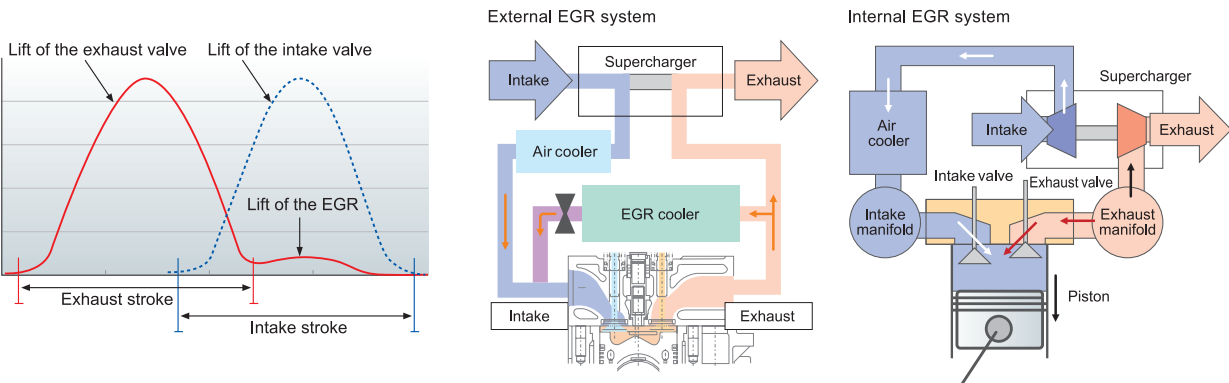 Lift of the exhaust valve
Lift of the intake valve
Lift of the EGR
Exhaust stroke
Intake stroke
External EGR system
Supercharger
Intake
Exhaust
Air cooler
EGR cooler
Intake
Exhaust
Internal EGR system
Supercharger
Air
cooler
Intake
Exhaust
Intake valve
Exhaust valve
Intake
manifold
Exhaust
manifold
Piston